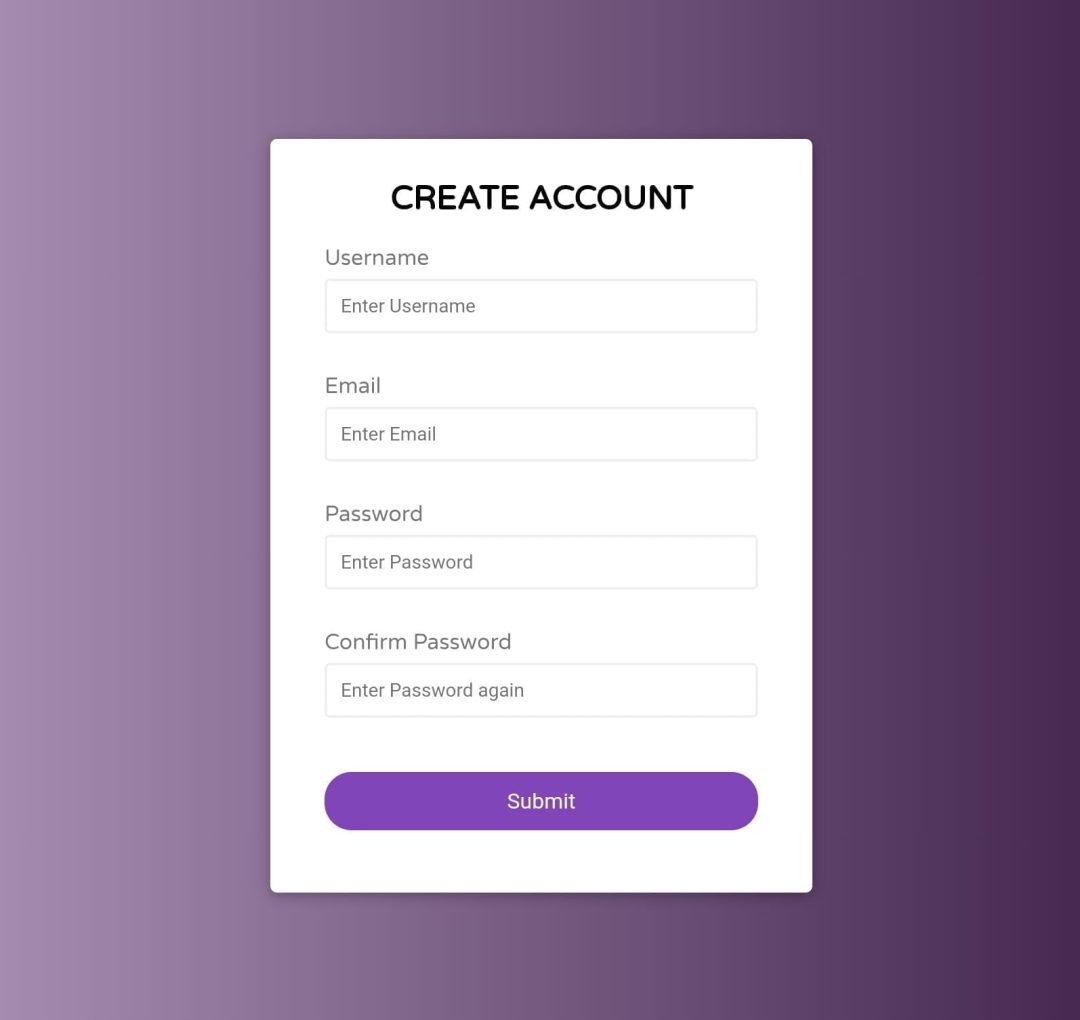 CREATE ACCOUNT
Username
Enter Username
Email
Enter Email
Password
Enter Password
Confirm Password
Enter Password again
Submit